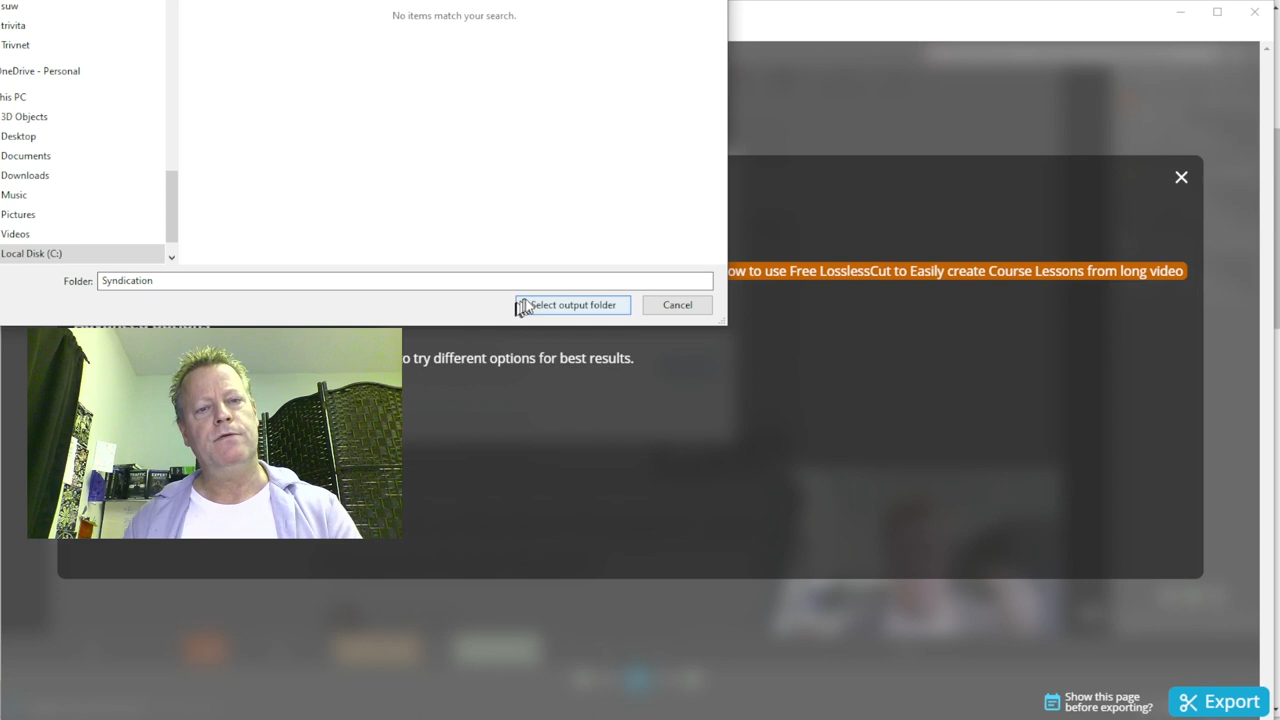 suw
No items match your search.
trivita
Trivnet
OneDrive - Personal
his PC
3D Objects
Desktop
Documents
Downloads
Music
Pictures
Videos
Local Disk (C:)
Folder: Syndication
Select output folder
Cancel
ow to use Free LosslessCut to Easily create Course Lessons from long video
o try different options for best results.
Show this page
before exporting?
Export